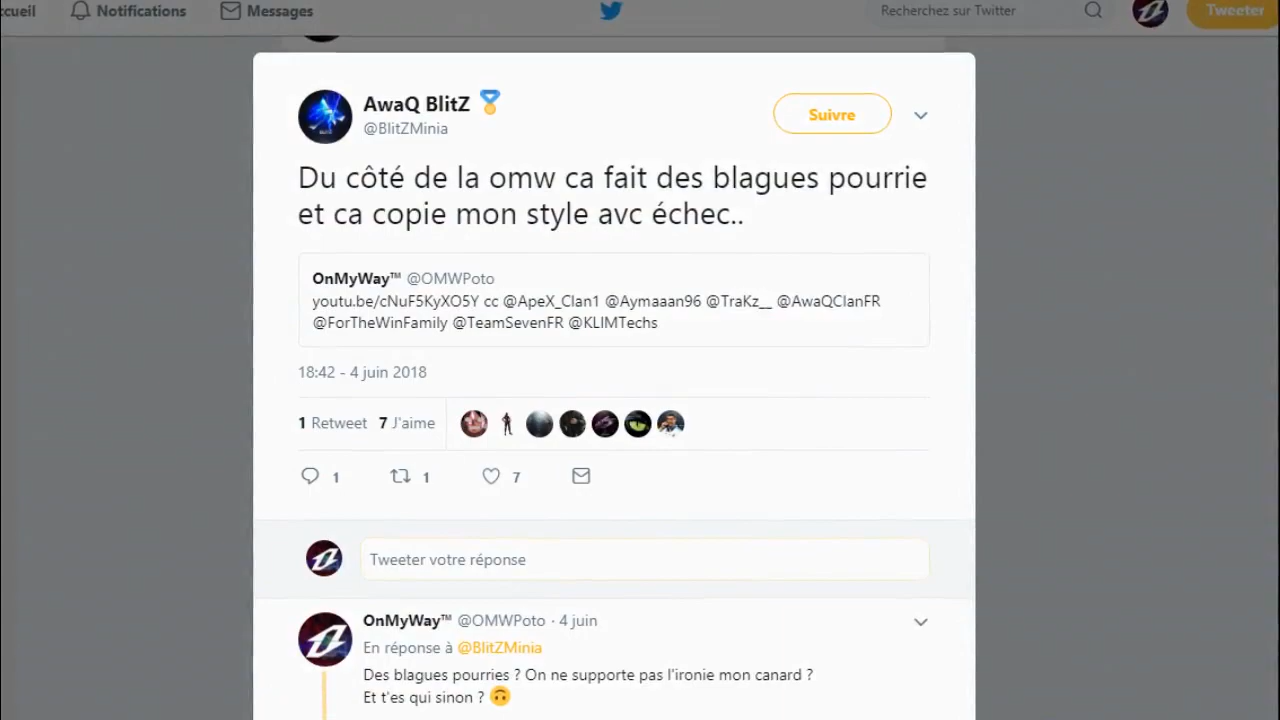 ccueil Notifications Messages Recherchez sur Twitter Tweeter
AwaQ BlitZ 🏅
@BlitZMinia
Suivre
Du côté de la omw ca fait des blagues pourrie
et ca copie mon style avc échec..
OnMyWay™ @OMWPoto
youtu.be/cNuF5KyXO5Y cc @ApeX_Clan1 @Aymaaan96 @TraKz__ @AwaQClanFR
@ForTheWinFamily @TeamSevenFR @KLIMTechs
18:42 - 4 juin 2018
1 Retweet 7 J'aime
1 1 7
Tweeter votre réponse
OnMyWay™ @OMWPoto · 4 juin
En réponse à @BlitZMinia
Des blagues pourries ? On ne supporte pas l'ironie mon canard ?
Et t'es qui sinon ? 🙃